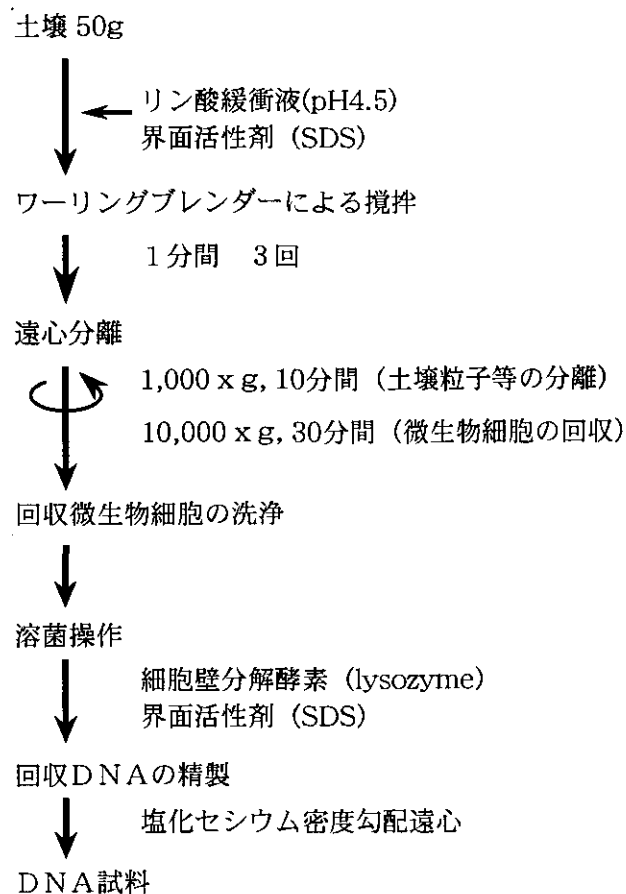 土壌 50g
リン酸緩衝液(pH4.5)
界面活性剤（SDS）
ワーリングブレンダーによる撹拌
1分間　3回
遠心分離
1,000 x g, 10分間（土壌粒子等の分離）
10,000 x g, 30分間（微生物細胞の回収）
回収微生物細胞の洗浄
溶菌操作
細胞壁分解酵素（lysozyme）
界面活性剤（SDS）
回収ＤＮＡの精製
塩化セシウム密度勾配遠心
ＤＮＡ試料